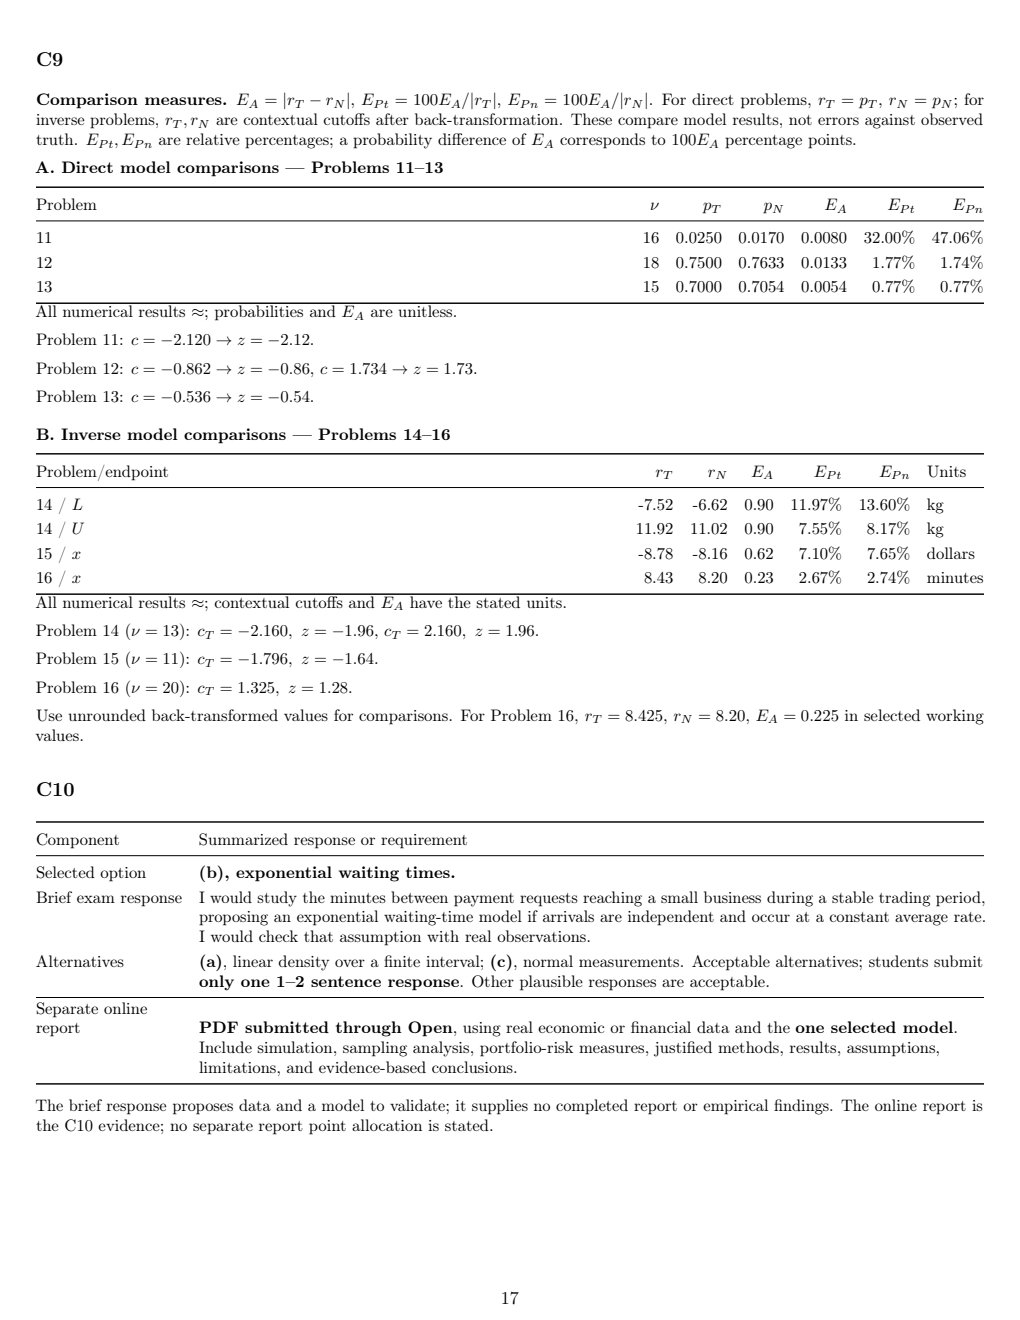 C9
Comparison measures. E_A = |r_T − r_N|, E_Pt = 100E_A/|r_T|, E_Pn = 100E_A/|r_N|. For direct problems, r_T = p_T, r_N = p_N; for
inverse problems, r_T, r_N are contextual cutoffs after back-transformation. These compare model results, not errors against observed
truth. E_Pt, E_Pn are relative percentages; a probability difference of E_A corresponds to 100E_A percentage points.
A. Direct model comparisons — Problems 11–13
Problem ν p_T p_N E_A E_Pt E_Pn
11 16 0.0250 0.0170 0.0080 32.00% 47.06%
12 18 0.7500 0.7633 0.0133 1.77% 1.74%
13 15 0.7000 0.7054 0.0054 0.77% 0.77%
All numerical results ≈; probabilities and E_A are unitless.
Problem 11: c = −2.120 → z = −2.12.
Problem 12: c = −0.862 → z = −0.86, c = 1.734 → z = 1.73.
Problem 13: c = −0.536 → z = −0.54.
B. Inverse model comparisons — Problems 14–16
Problem/endpoint r_T r_N E_A E_Pt E_Pn Units
14 / L -7.52 -6.62 0.90 11.97% 13.60% kg
14 / U 11.92 11.02 0.90 7.55% 8.17% kg
15 / x -8.78 -8.16 0.62 7.10% 7.65% dollars
16 / x 8.43 8.20 0.23 2.67% 2.74% minutes
All numerical results ≈; contextual cutoffs and E_A have the stated units.
Problem 14 (ν = 13): c_T = −2.160, z = −1.96, c_T = 2.160, z = 1.96.
Problem 15 (ν = 11): c_T = −1.796, z = −1.64.
Problem 16 (ν = 20): c_T = 1.325, z = 1.28.
Use unrounded back-transformed values for comparisons. For Problem 16, r_T = 8.425, r_N = 8.20, E_A = 0.225 in selected working
values.
C10
Component Summarized response or requirement
Selected option (b), exponential waiting times.
Brief exam response I would study the minutes between payment requests reaching a small business during a stable trading period,
proposing an exponential waiting-time model if arrivals are independent and occur at a constant average rate.
I would check that assumption with real observations.
Alternatives (a), linear density over a finite interval; (c), normal measurements. Acceptable alternatives; students submit
only one 1–2 sentence response. Other plausible responses are acceptable.
Separate online
report PDF submitted through Open, using real economic or financial data and the one selected model.
Include simulation, sampling analysis, portfolio-risk measures, justified methods, results, assumptions,
limitations, and evidence-based conclusions.
The brief response proposes data and a model to validate; it supplies no completed report or empirical findings. The online report is
the C10 evidence; no separate report point allocation is stated.
17